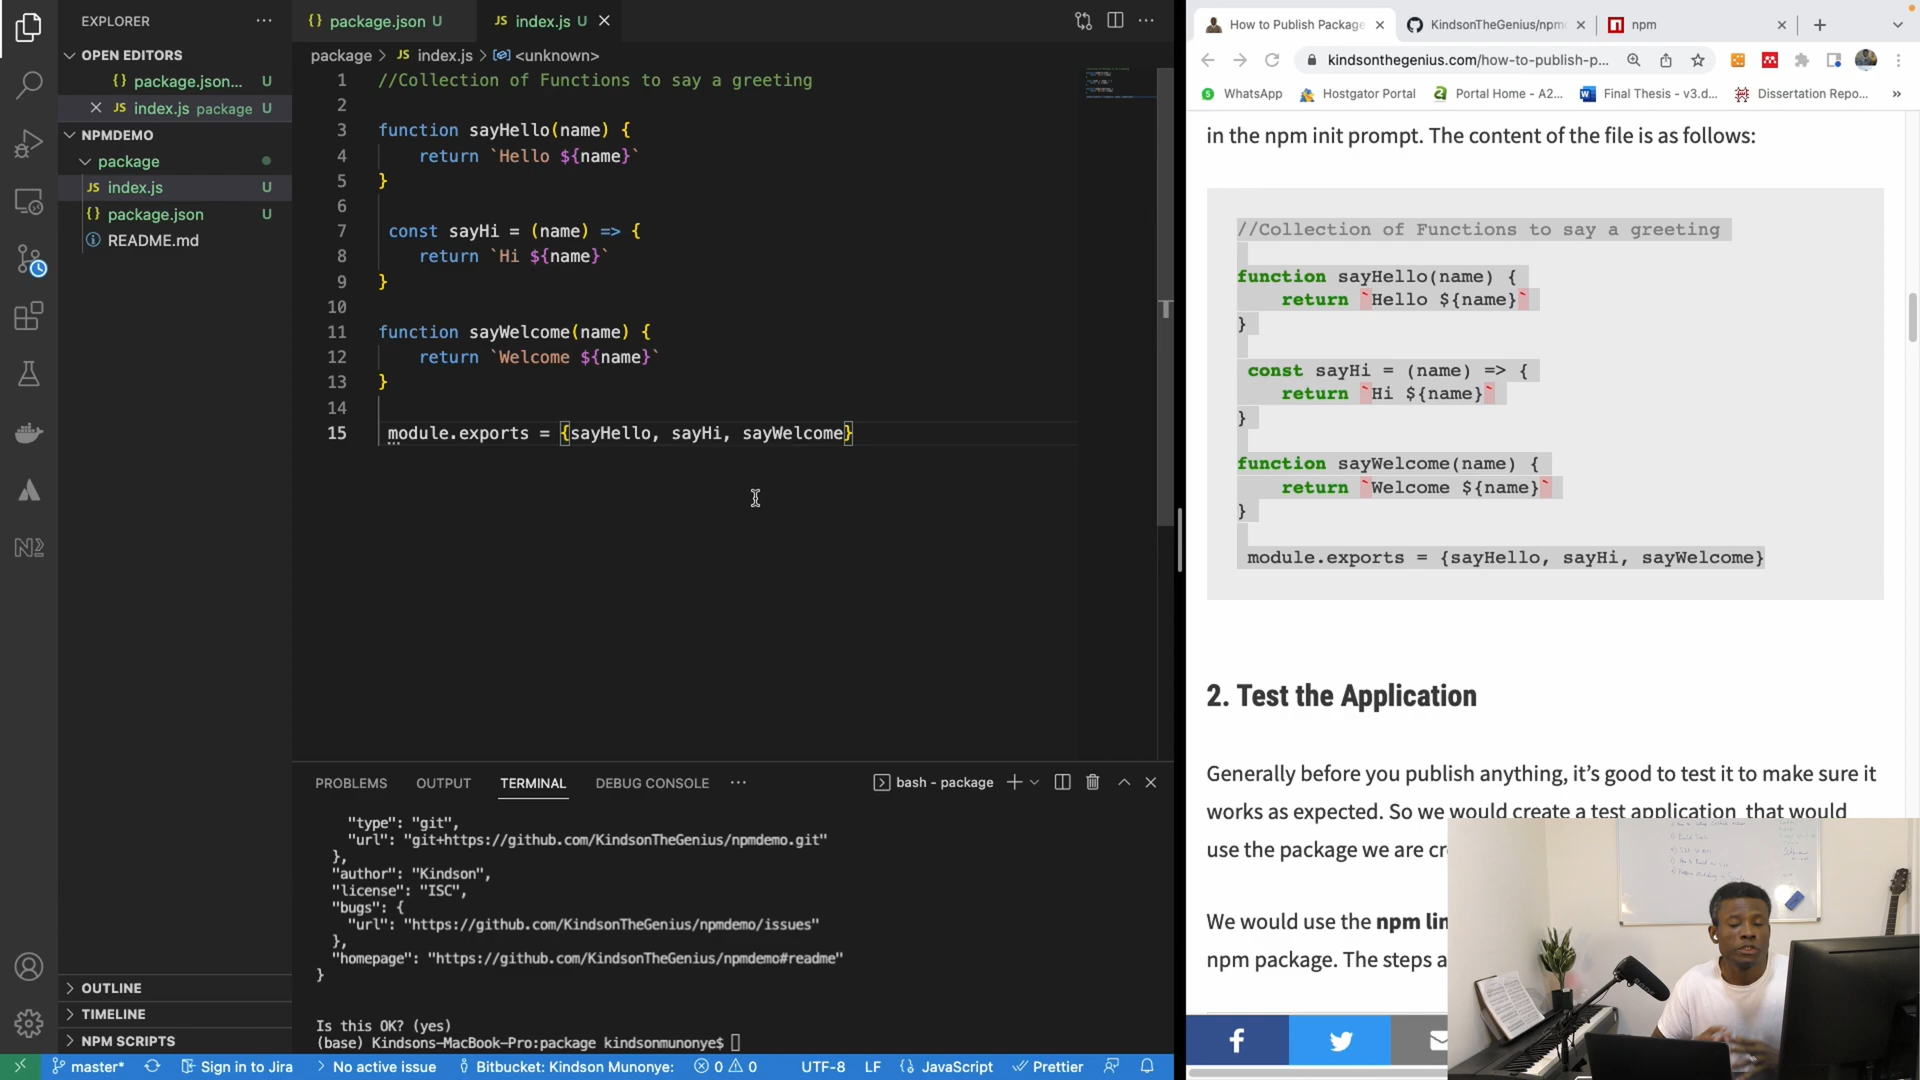 EXPLORER
OPEN EDITORS
package.json... U
index.js package U
NPMDEMO
package
index.js U
package.json U
README.md
OUTLINE
TIMELINE
NPM SCRIPTS
package.json U
index.js U
package > index.js > <unknown>
1 //Collection of Functions to say a greeting
2
3 function sayHello(name) {
4 return `Hello ${name}`
5 }
6
7 const sayHi = (name) => {
8 return `Hi ${name}`
9 }
10
11 function sayWelcome(name) {
12 return `Welcome ${name}`
13 }
14
15 module.exports = {sayHello, sayHi, sayWelcome}
PROBLEMS OUTPUT TERMINAL DEBUG CONSOLE ...
bash - package
"type": "git",
"url": "git+https://github.com/KindsonTheGenius/npmdemo.git"
},
"author": "Kindson",
"license": "ISC",
"bugs": {
"url": "https://github.com/KindsonTheGenius/npmdemo/issues"
},
"homepage": "https://github.com/KindsonTheGenius/npmdemo#readme"
}
Is this OK? (yes)
(base) Kindsons-MacBook-Pro:package kindsonmunonye$
master* Sign in to Jira No active issue Bitbucket: Kindson Munonye: 0 0 UTF-8 LF JavaScript Prettier
How to Publish Package
KindsonTheGenius/npm
npm
kindsonthegenius.com/how-to-publish-p...
WhatsApp Hostgator Portal Portal Home - A2... Final Thesis - v3.d... Dissertation Repo... »
in the npm init prompt. The content of the file is as follows:
//Collection of Functions to say a greeting
function sayHello(name) {
return `Hello ${name}`
}
const sayHi = (name) => {
return `Hi ${name}`
}
function sayWelcome(name) {
return `Welcome ${name}`
}
module.exports = {sayHello, sayHi, sayWelcome}
2. Test the Application
Generally before you publish anything, it’s good to test it to make sure it
works as expected. So we would create a test application that would
use the package we are cr
We would use the npm lin
npm package. The steps a